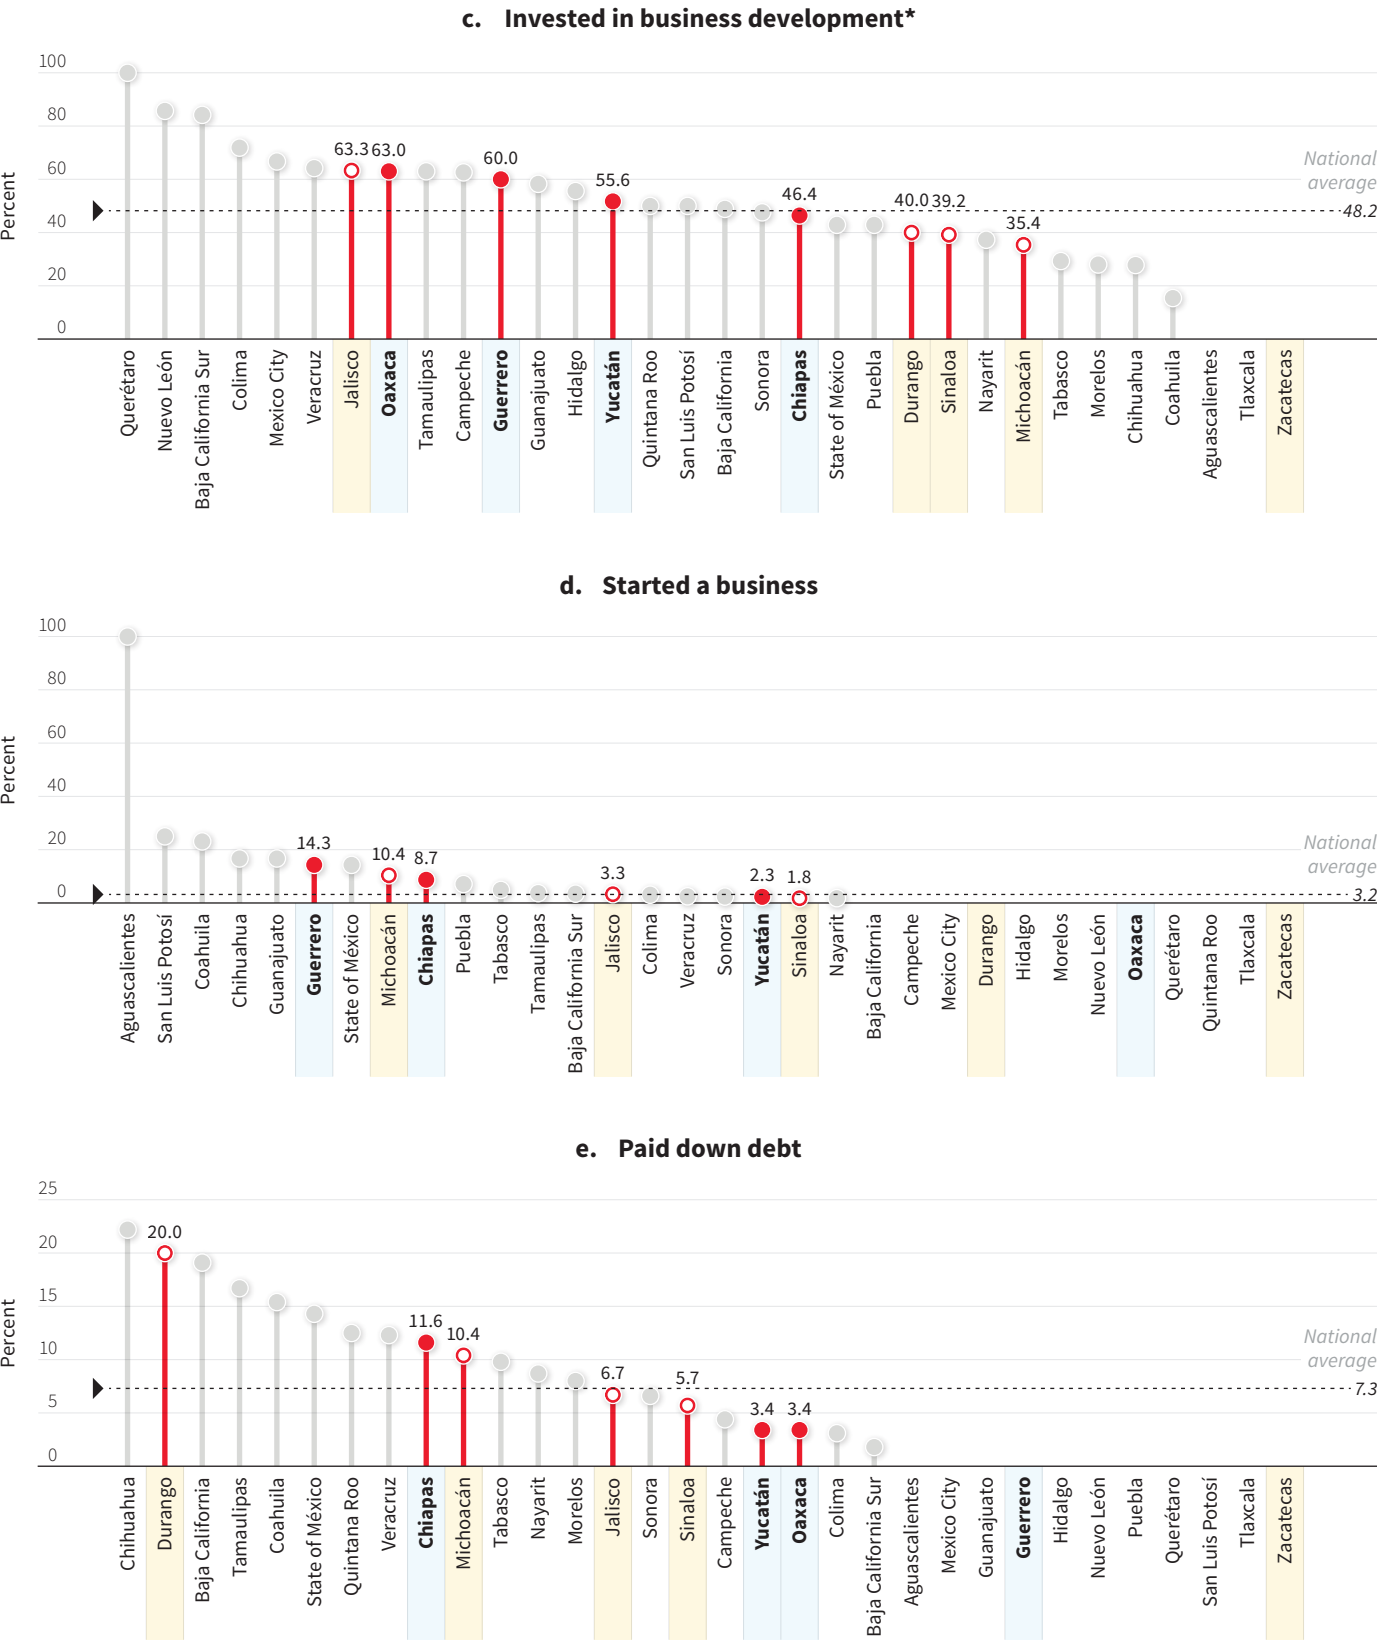 c. Invested in business development*
Percent
100
80
60
40
20
0
63.3
63.0
60.0
55.6
46.4
40.0
39.2
35.4
National
average
48.2
Querétaro
Nuevo León
Baja California Sur
Colima
Mexico City
Veracruz
Jalisco
Oaxaca
Tamaulipas
Campeche
Guerrero
Guanajuato
Hidalgo
Yucatán
Quintana Roo
San Luis Potosí
Baja California
Sonora
Chiapas
State of México
Puebla
Durango
Sinaloa
Nayarit
Michoacán
Tabasco
Morelos
Chihuahua
Coahuila
Aguascalientes
Tlaxcala
Zacatecas
d. Started a business
Percent
100
80
60
40
20
0
14.3
10.4
8.7
3.3
2.3
1.8
National
average
3.2
Aguascalientes
San Luis Potosí
Coahuila
Chihuahua
Guanajuato
Guerrero
State of México
Michoacán
Chiapas
Puebla
Tabasco
Tamaulipas
Baja California Sur
Jalisco
Colima
Veracruz
Sonora
Yucatán
Sinaloa
Nayarit
Baja California
Campeche
Mexico City
Durango
Hidalgo
Morelos
Nuevo León
Oaxaca
Querétaro
Quintana Roo
Tlaxcala
Zacatecas
e. Paid down debt
Percent
25
20
15
10
5
0
20.0
11.6
10.4
6.7
5.7
3.4
3.4
National
average
7.3
Chihuahua
Durango
Baja California
Tamaulipas
Coahuila
State of México
Quintana Roo
Veracruz
Chiapas
Michoacán
Tabasco
Nayarit
Morelos
Jalisco
Sonora
Sinaloa
Campeche
Yucatán
Oaxaca
Colima
Baja California Sur
Aguascalientes
Mexico City
Guanajuato
Guerrero
Hidalgo
Nuevo León
Puebla
Querétaro
San Luis Potosí
Tlaxcala
Zacatecas